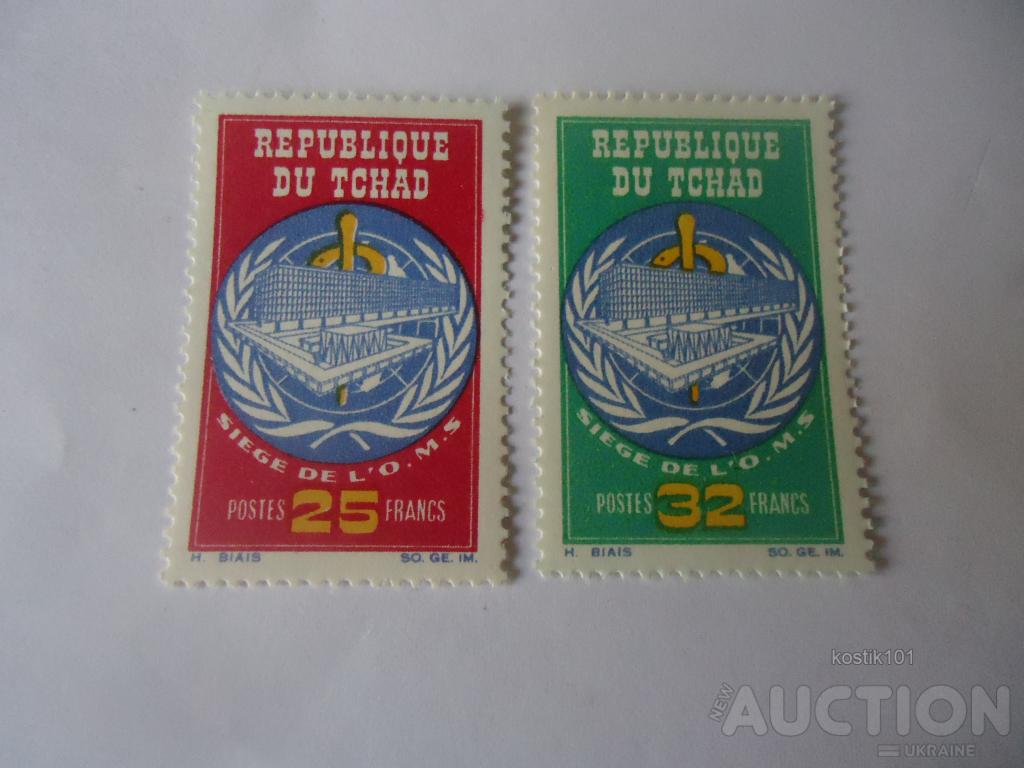 REPUBLIQUE
DU TCHAD
SIEGE DE L'O.M.S
POSTES 25 FRANCS
H. BIAIS SO. GE. IM.
REPUBLIQUE
DU TCHAD
SIEGE DE L'O.M.S
POSTES 32 FRANCS
H. BIAIS SO. GE. IM.
kostik101
NEW AUCTION
UKRAINE